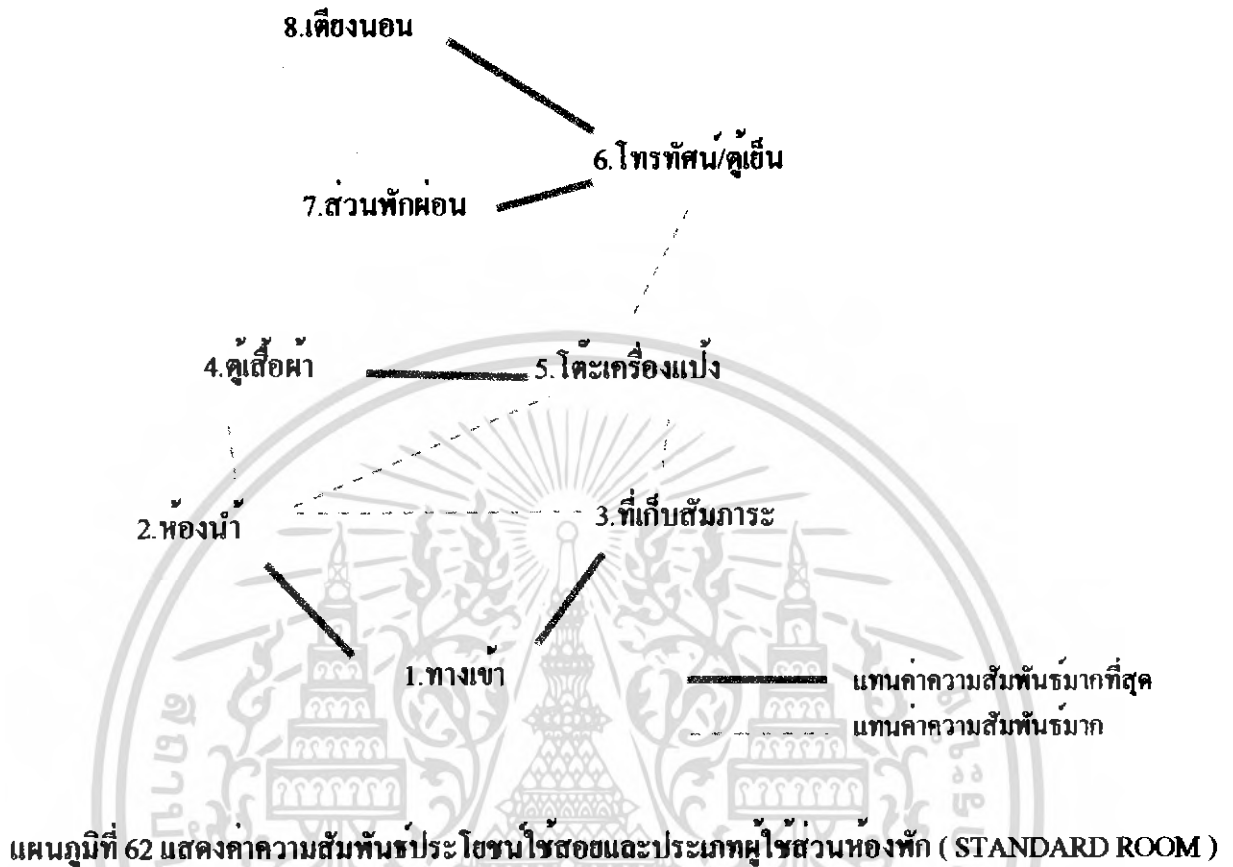 8.เตียงนอน
6.โทรทัศน์/ตู้เย็น
7.ส่วนพักผ่อน
4.ตู้เสื้อผ้า
5.โต๊ะเครื่องแป้ง
2.ห้องน้ำ
3.ที่เก็บสัมภาระ
1.ทางเข้า
แทนค่าความสัมพันธ์มากที่สุด
แทนค่าความสัมพันธ์มาก
แผนภูมิที่ 62 แสดงค่าความสัมพันธ์ประโยชน์ใช้สอยและประเภทผู้ใช้ส่วนห้องพัก ( STANDARD ROOM )